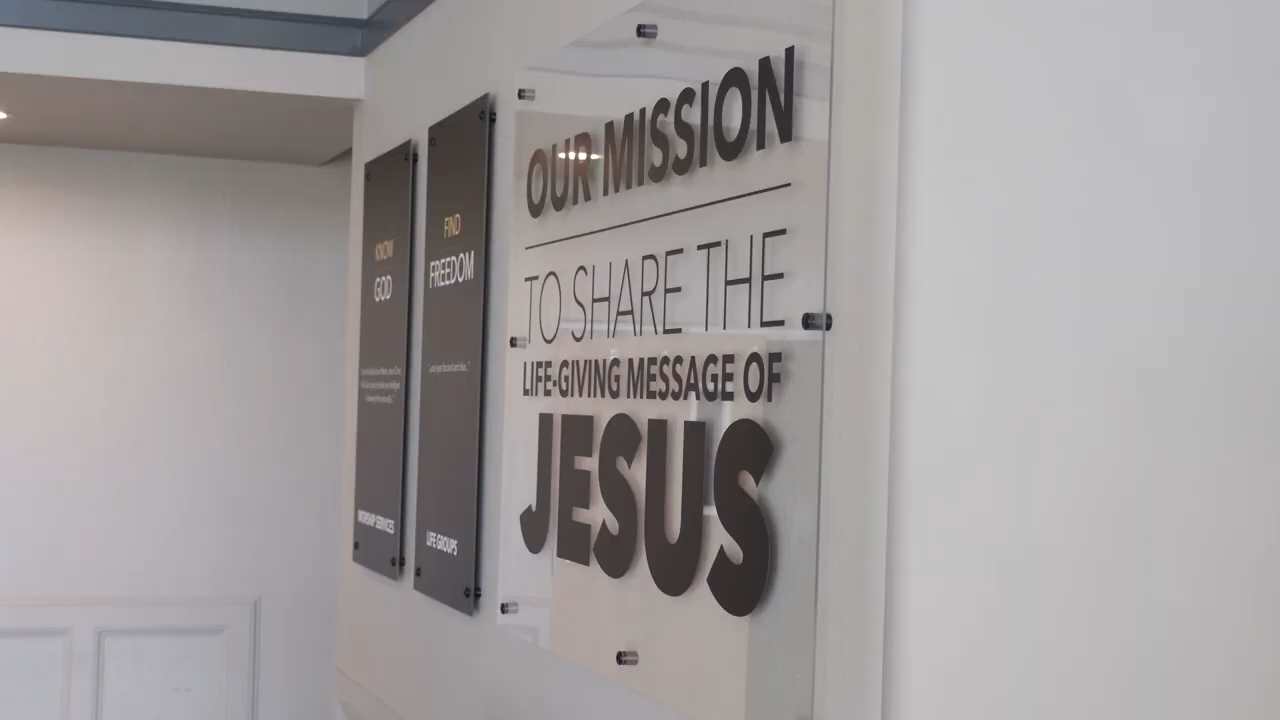 KNOW
GOD
WORSHIP SERVICES
FIND
FREEDOM
LIFE GROUPS
OUR MISSION
TO SHARE THE
LIFE-GIVING MESSAGE OF
JESUS